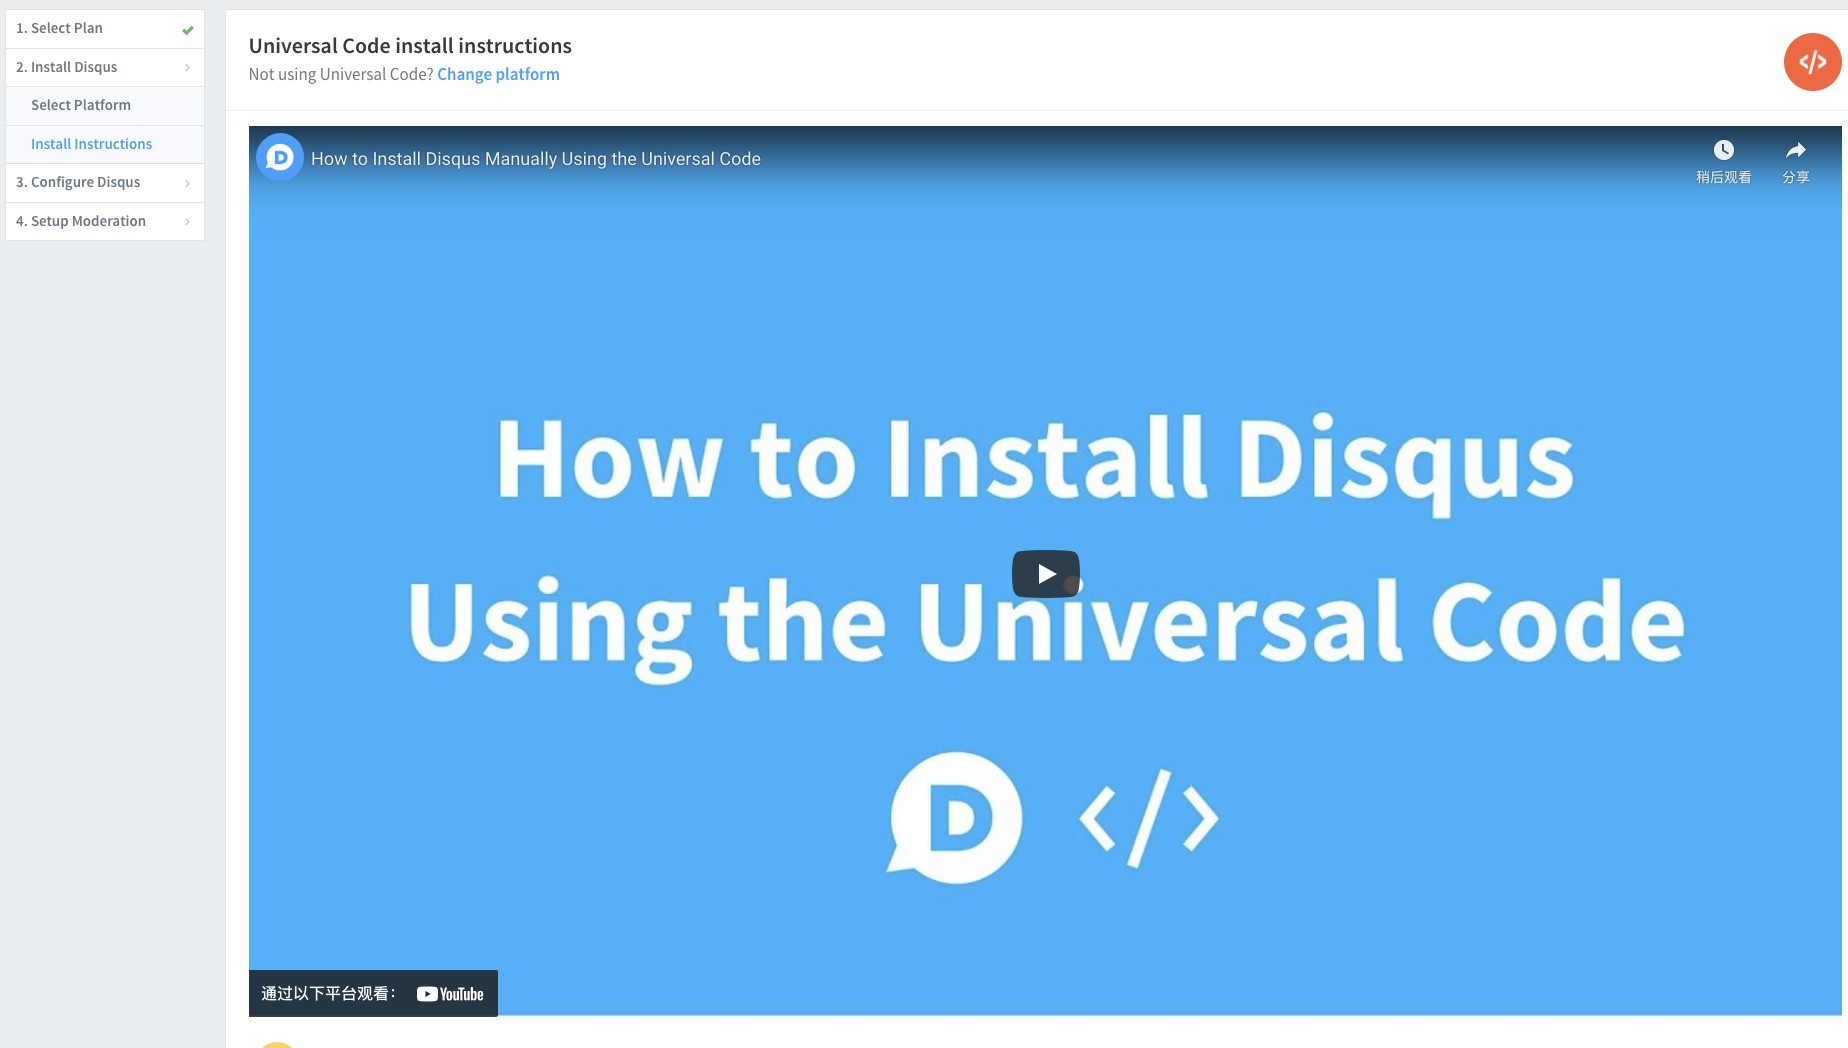 1. Select Plan
2. Install Disqus
Select Platform
Install Instructions
3. Configure Disqus
4. Setup Moderation
Universal Code install instructions
Not using Universal Code? Change platform
How to Install Disqus Manually Using the Universal Code
稍后观看
分享
How to Install Disqus
Using the Universal Code
D </>
通过以下平台观看： YouTube